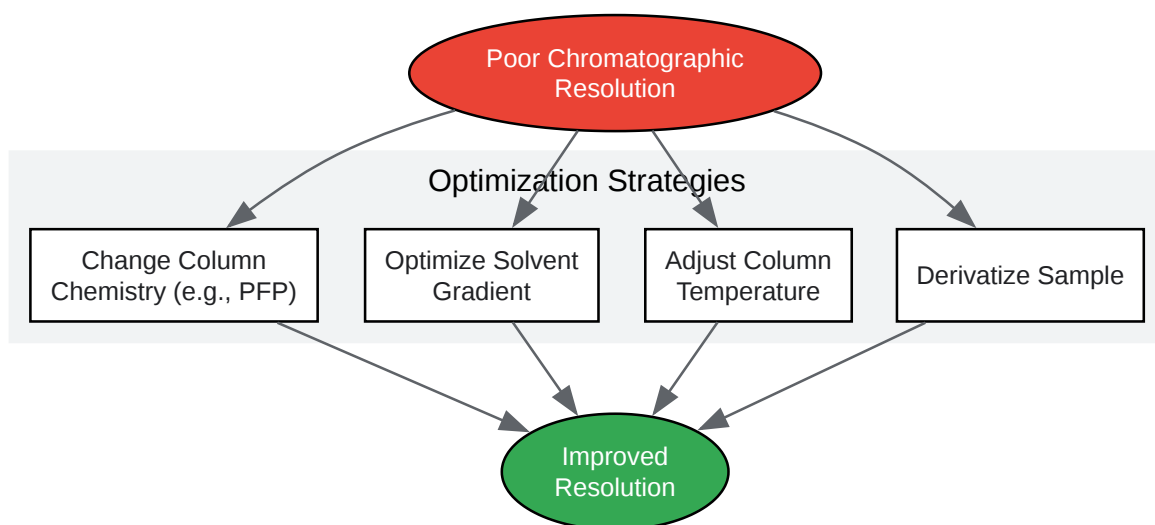 Poor Chromatographic
Resolution
Optimization Strategies
Change Column
Chemistry (e.g., PFP)
Optimize Solvent
Gradient
Adjust Column
Temperature
Derivatize Sample
Improved
Resolution